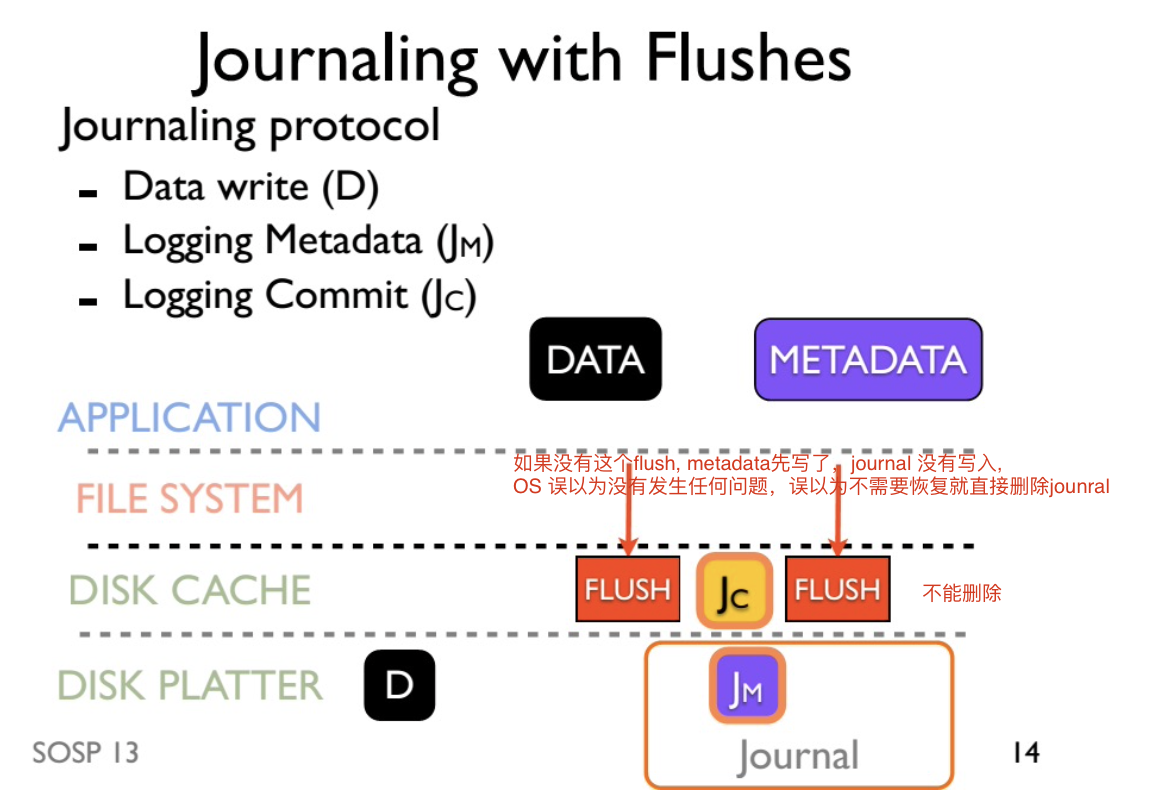 Journaling with Flushes
Journaling protocol
- Data write (D)
- Logging Metadata (JM)
- Logging Commit (JC)
DATA
METADATA
APPLICATION
如果没有这个flush, metadata先写了，journal 没有写入,
OS 误以为没有发生任何问题，误以为不需要恢复就直接删除jounral
FILE SYSTEM
DISK CACHE
FLUSH
JC
FLUSH
不能删除
DISK PLATTER
D
JM
Journal
SOSP 13
14